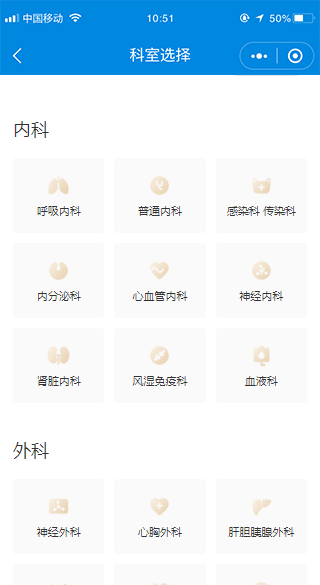 中国移动 10:51 50%
科室选择
内科
呼吸内科 普通内科 感染科 传染科
内分泌科 心血管内科 神经内科
肾脏内科 风湿免疫科 血液科
外科
神经外科 心胸外科 肝胆胰腺外科